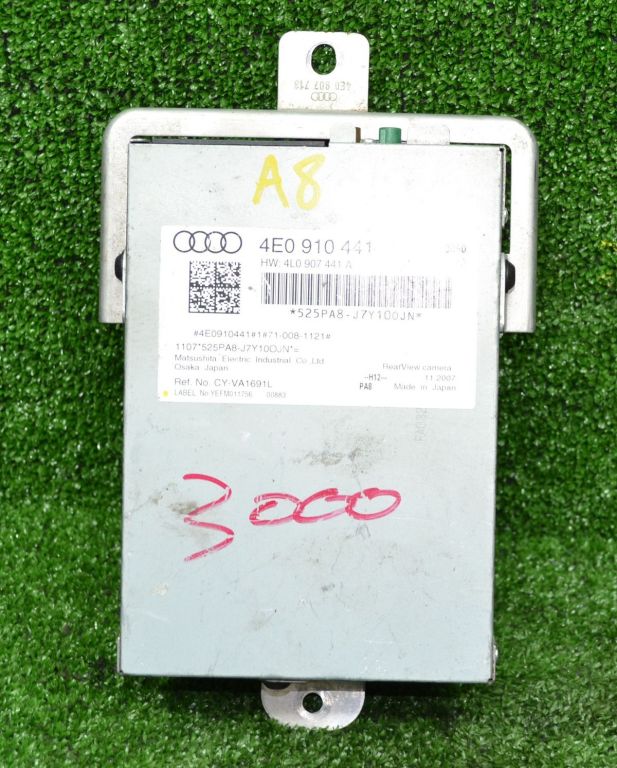 4E0 907 713
A8
4E0 910 441
HW: 4L0 907 441 A
*525PA8-J7Y10DJN*
#4E0910441#1#71-008-1121#
1107*525PA8-J7Y10DJN*=
Matsushita Electric Industrial Co.,Ltd.
Osaka Japan
RearView camera
--H12-- 11.2007
Ref. No. CY-VA1691L
PA8 Made in Japan
LABEL No.YEFM011756 00883
3000